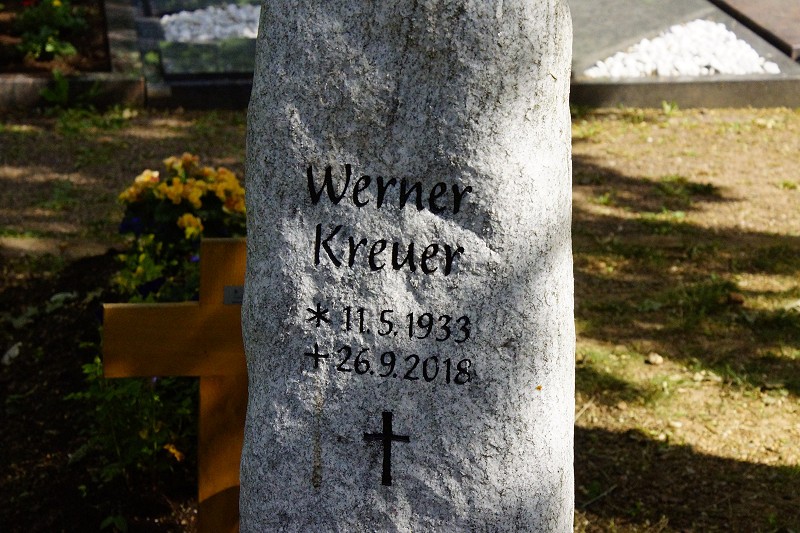 Werner
Kreuer
* 11.5.1933
✝ 26.9.2018